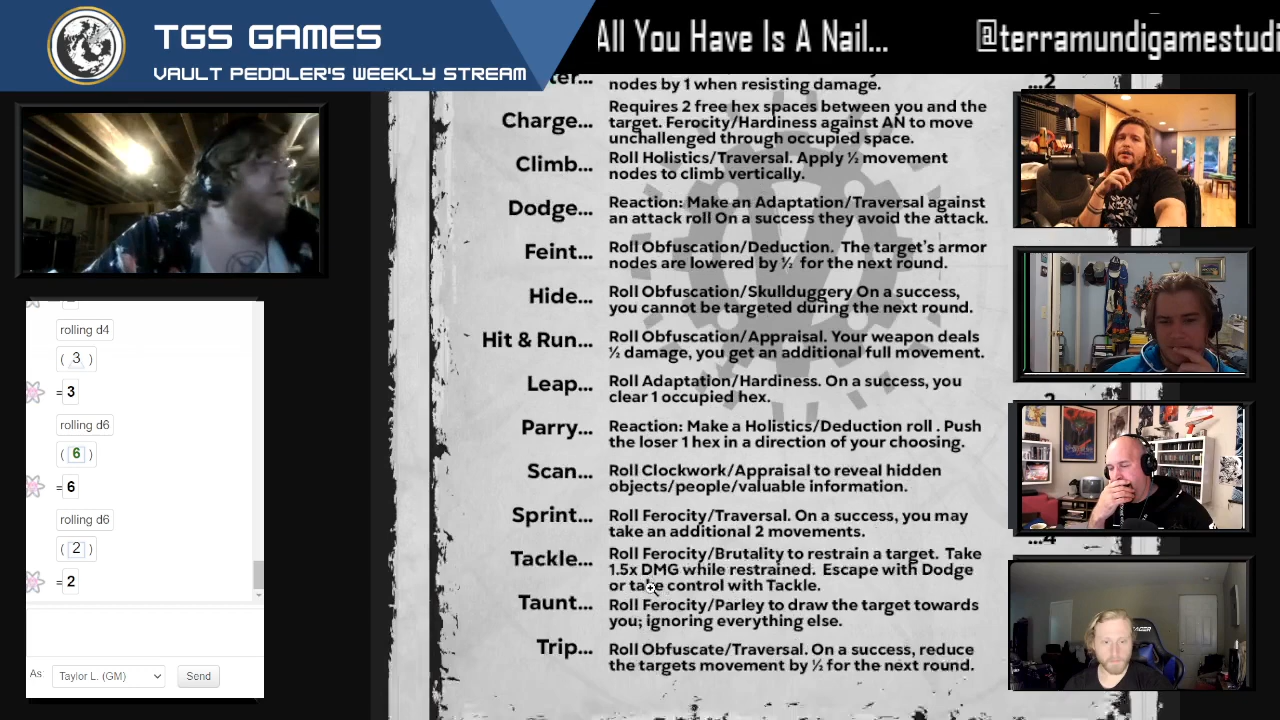 TGS GAMES
VAULT PEDDLER'S WEEKLY STREAM
All You Have Is A Nail...
@terramundigamestudi
ter...
nodes by 1 when resisting damage.
...2
Charge...
Requires 2 free hex spaces between you and the
target. Ferocity/Hardiness against AN to move
unchallenged through occupied space.
Climb...
Roll Holistics/Traversal. Apply ½ movement
nodes to climb vertically.
Dodge...
Reaction: Make an Adaptation/Traversal against
an attack roll On a success they avoid the attack.
Feint...
Roll Obfuscation/Deduction. The target's armor
nodes are lowered by ½ for the next round.
Hide...
Roll Obfuscation/Skullduggery On a success,
you cannot be targeted during the next round.
Hit & Run...
Roll Obfuscation/Appraisal. Your weapon deals
½ damage, you get an additional full movement.
Leap...
Roll Adaptation/Hardiness. On a success, you
clear 1 occupied hex.
Parry...
Reaction: Make a Holistics/Deduction roll . Push
the loser 1 hex in a direction of your choosing.
Scan...
Roll Clockwork/Appraisal to reveal hidden
objects/people/valuable information.
Sprint...
Roll Ferocity/Traversal. On a success, you may
take an additional 2 movements.
...4
Tackle...
Roll Ferocity/Brutality to restrain a target. Take
1.5x DMG while restrained. Escape with Dodge
or take control with Tackle.
Taunt...
Roll Ferocity/Parley to draw the target towards
you; ignoring everything else.
Trip...
Roll Obfuscate/Traversal. On a success, reduce
the targets movement by ½ for the next round.
rolling d4
( 3 )
= 3
rolling d6
( 6 )
= 6
rolling d6
( 2 )
= 2
As: Taylor L. (GM) Send